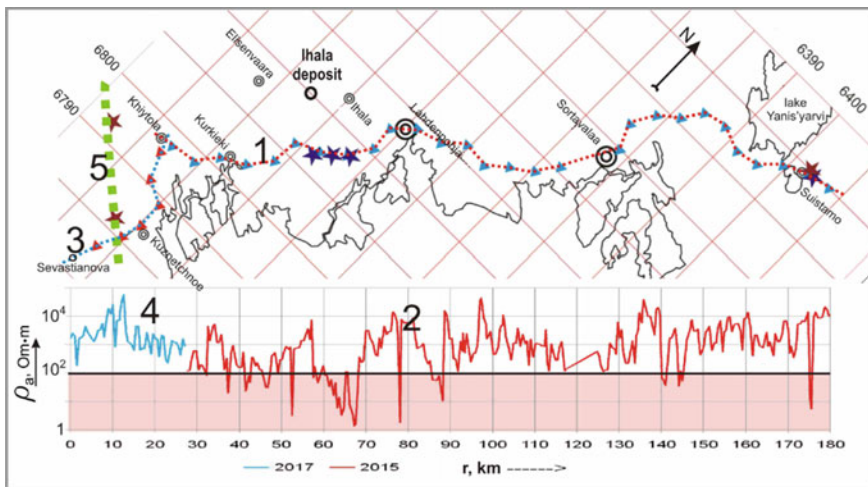 6800
6790
Elisenvaara
Ihala
deposit
N
6390
6400
Khiytola
Kurkieki
Ihala
Lahdenpohja
Sortavalaa
lake
Yanis'yarvi
1
5
3
Sevastianova
Kuznetchnoe
Suistamo
10⁴
10²
1
ρa, Om·m
4
2
0 10 20 30 40 50 60 70 80 90 100 110 120 130 140 150 160 170 180
2017 2015 r, km ------>